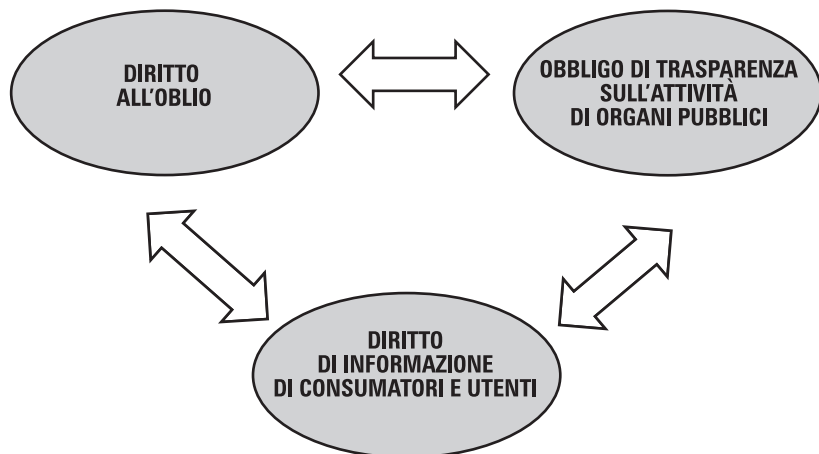 DIRITTO
ALL'OBLIO
OBBLIGO DI TRASPARENZA
SULL'ATTIVITÀ
DI ORGANI PUBBLICI
DIRITTO
DI INFORMAZIONE
DI CONSUMATORI E UTENTI